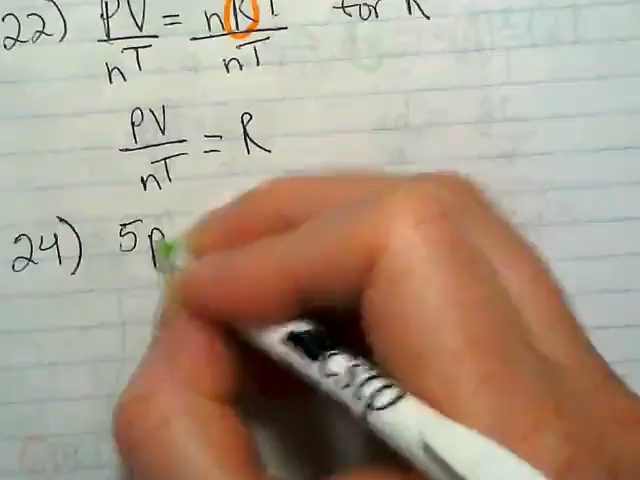 22) PV/nT = nRT/nT for R
PV/nT = R
24) 5p